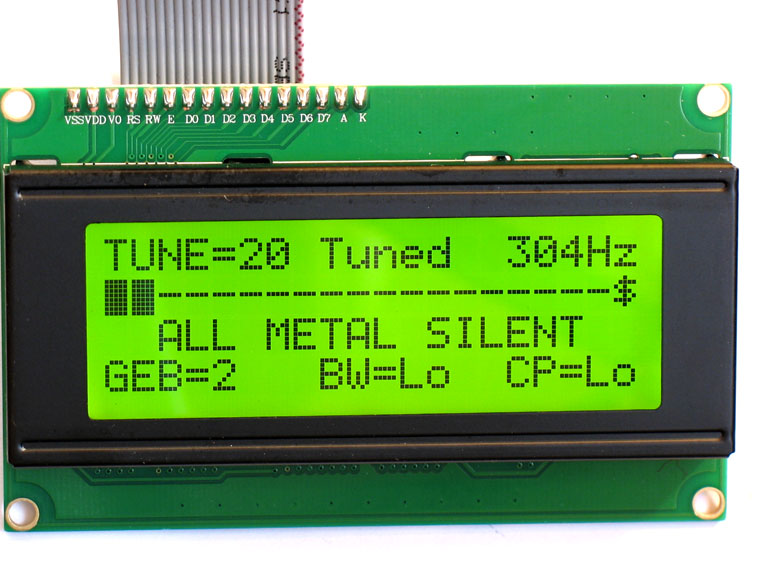 VSS VDD V0 RS RW E D0 D1 D2 D3 D4 D5 D6 D7 A K
TUNE=20 Tuned 304Hz
██-----------------$
ALL METAL SILENT
GEB=2 BW=Lo CP=Lo